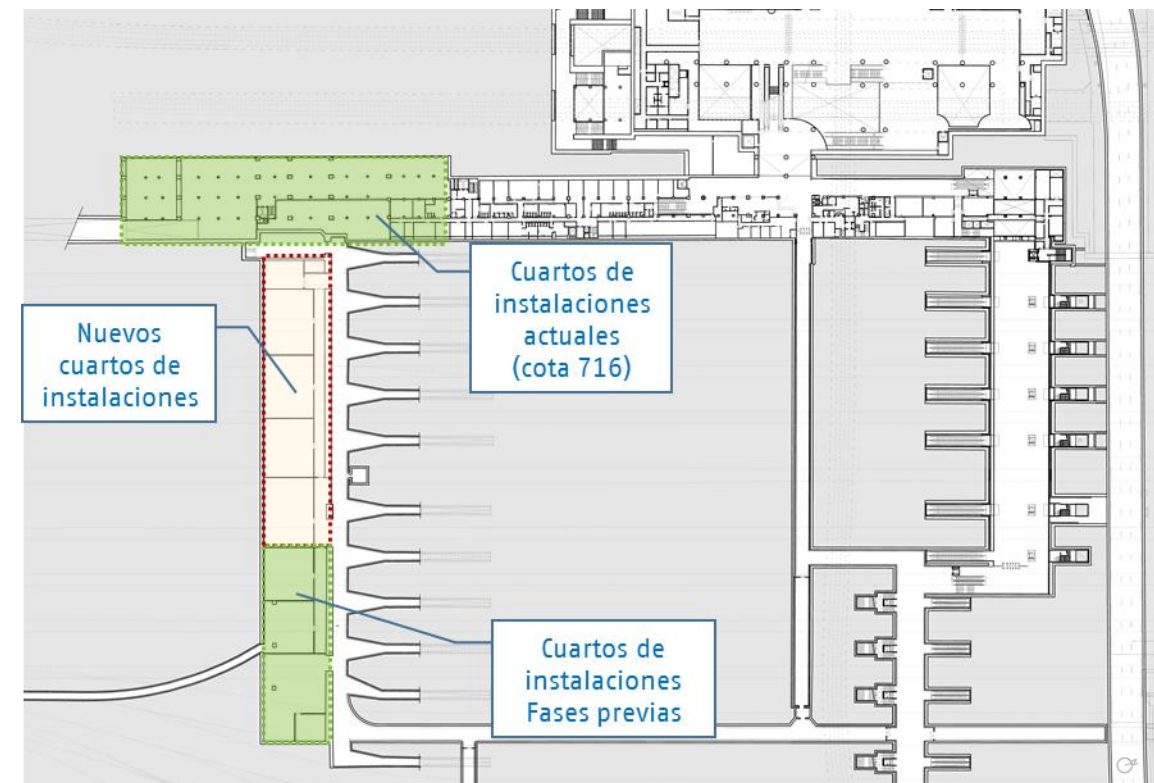 Cuartos de
instalaciones
actuales
(cota 716)
Nuevos
cuartos de
instalaciones
Cuartos de
instalaciones
Fases previas